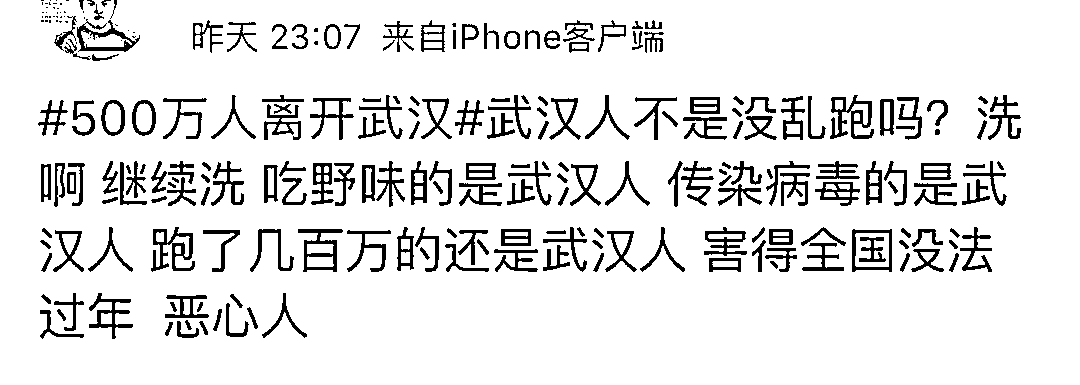 昨天 23:07 来自iPhone客户端
#500万人离开武汉#武汉人不是没乱跑吗？洗
啊 继续洗 吃野味的是武汉人 传染病毒的是武
汉人 跑了几百万的还是武汉人 害得全国没法
过年 恶心人